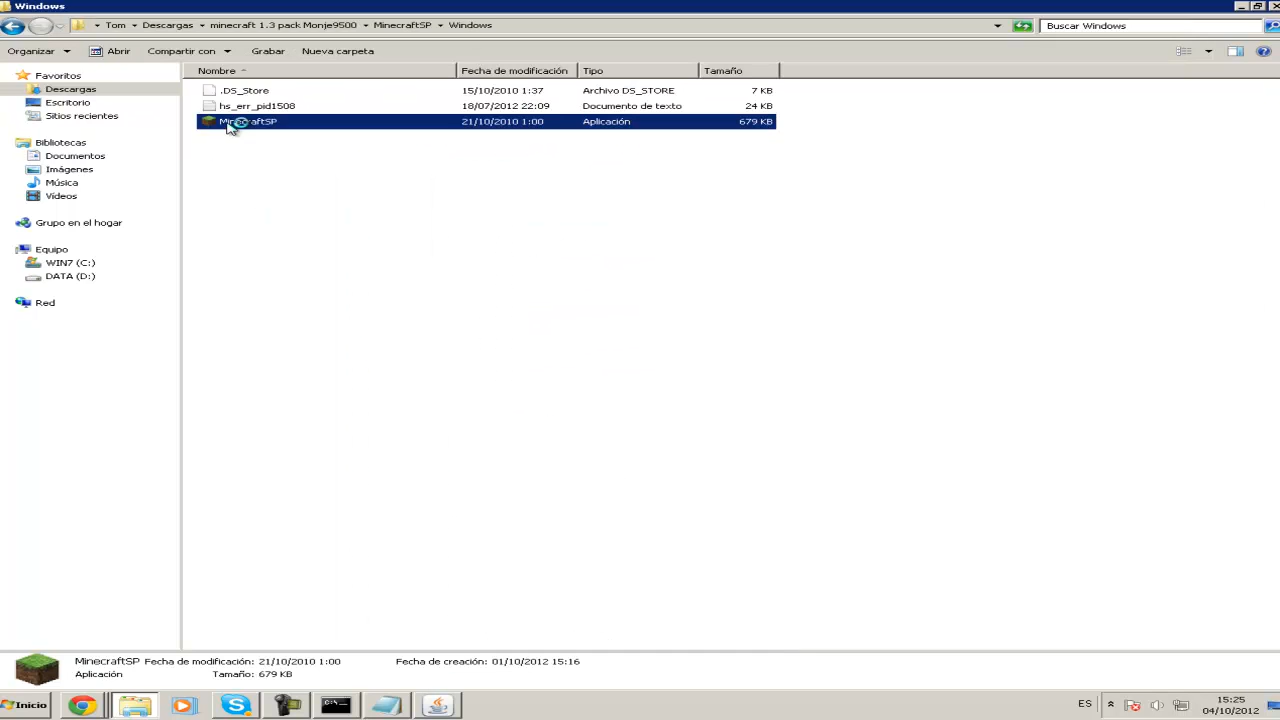 Windows
Tom Descargas minecraft 1.3 pack Monje9500 MinecraftSP Windows
Buscar Windows
Organizar Abrir Compartir con Grabar Nueva carpeta
Nombre Fecha de modificación Tipo Tamaño
.DS_Store 15/10/2010 1:37 Archivo DS_STORE 7 KB
hs_err_pid1508 18/07/2012 22:09 Documento de texto 24 KB
MinecraftSP 21/10/2010 1:00 Aplicación 679 KB
Favoritos
Descargas
Escritorio
Sitios recientes
Bibliotecas
Documentos
Imágenes
Música
Vídeos
Grupo en el hogar
Equipo
WIN7 (C:)
DATA (D:)
Red
MinecraftSP Fecha de modificación: 21/10/2010 1:00 Fecha de creación: 01/10/2012 15:16
Aplicación Tamaño: 679 KB
Inicio
ES
15:25
04/10/2012